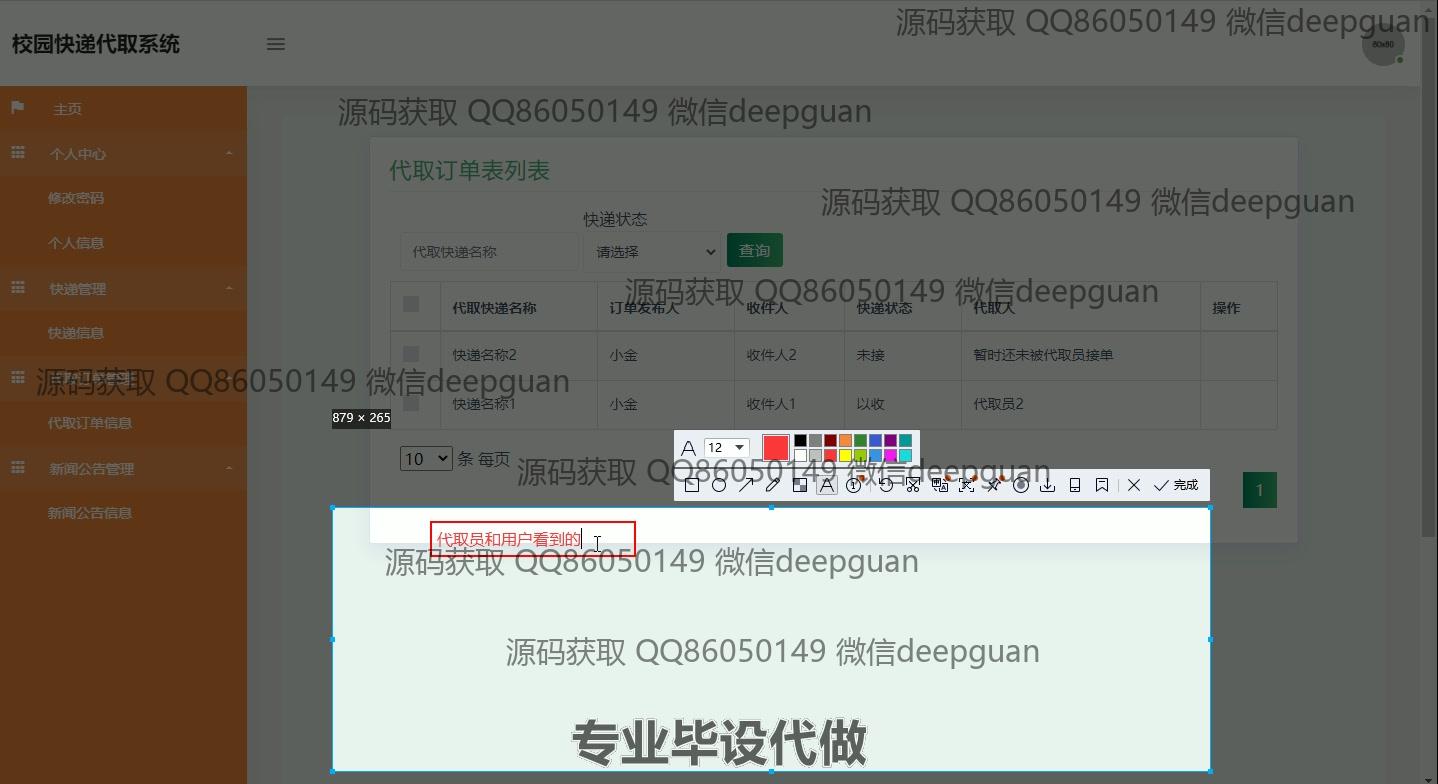 源码获取 QQ86050149 微信deepguan
校园快递代取系统
60x60
主页
源码获取 QQ86050149 微信deepguan
个人中心
代取订单表列表
修改密码
源码获取 QQ86050149 微信deepguan
快递状态
个人信息
代取快递名称
请选择
查询
快递管理
源码获取 QQ86050149 微信deepguan
代取快递名称 订单发布人 收件人 快递状态 代取人 操作
快递信息
快递名称2 小金 收件人2 未接 暂时还未被代取员接单
源码获取 QQ86050149 微信deepguan
快递名称1 小金 收件人1 以收 代取员2
879 × 265
代取订单信息
12
10 条 每页
新闻公告管理
源码获取 QQ86050149 微信deepguan
完成
1
新闻公告信息
代取员和用户看到的
源码获取 QQ86050149 微信deepguan
源码获取 QQ86050149 微信deepguan
专业毕设代做